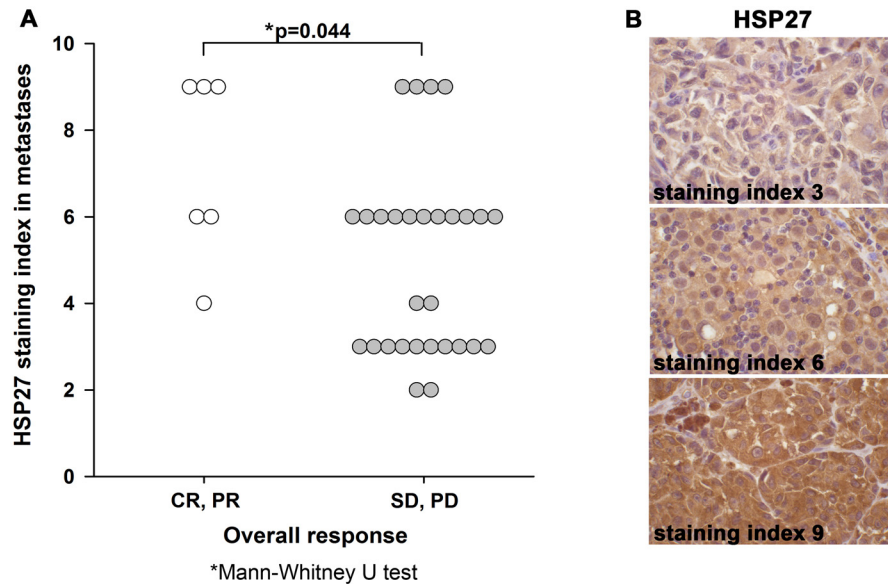 A
*p=0.044
10
8
6
4
2
0
HSP27 staining index in metastases
CR, PR
SD, PD
Overall response
*Mann-Whitney U test
B
HSP27
staining index 3
staining index 6
staining index 9